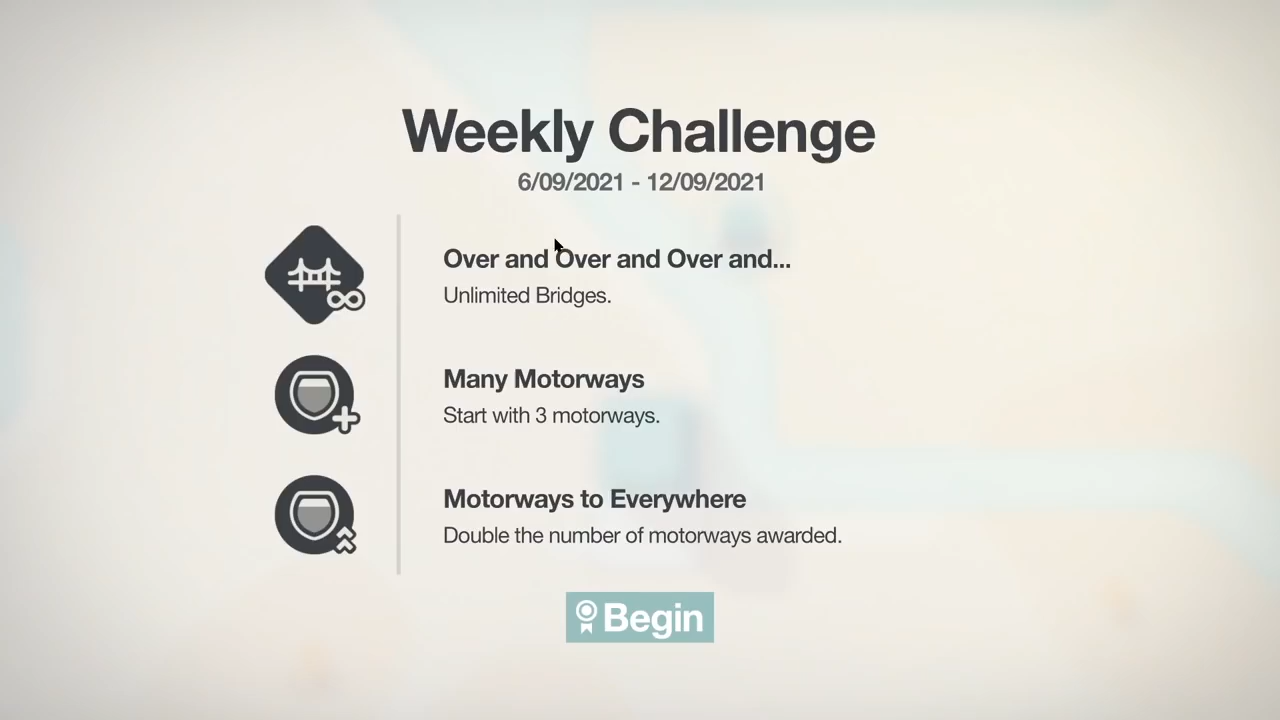 Weekly Challenge
6/09/2021 - 12/09/2021
Over and Over and Over and...
Unlimited Bridges.
Many Motorways
Start with 3 motorways.
Motorways to Everywhere
Double the number of motorways awarded.
Begin